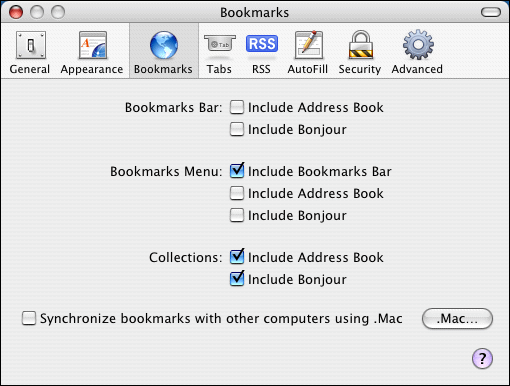 Bookmarks
Tab RSS
General Appearance Bookmarks Tabs RSS AutoFill Security Advanced
Bookmarks Bar: Include Address Book
Include Bonjour
Bookmarks Menu: Include Bookmarks Bar
Include Address Book
Include Bonjour
Collections: Include Address Book
Include Bonjour
Synchronize bookmarks with other computers using .Mac .Mac...
?